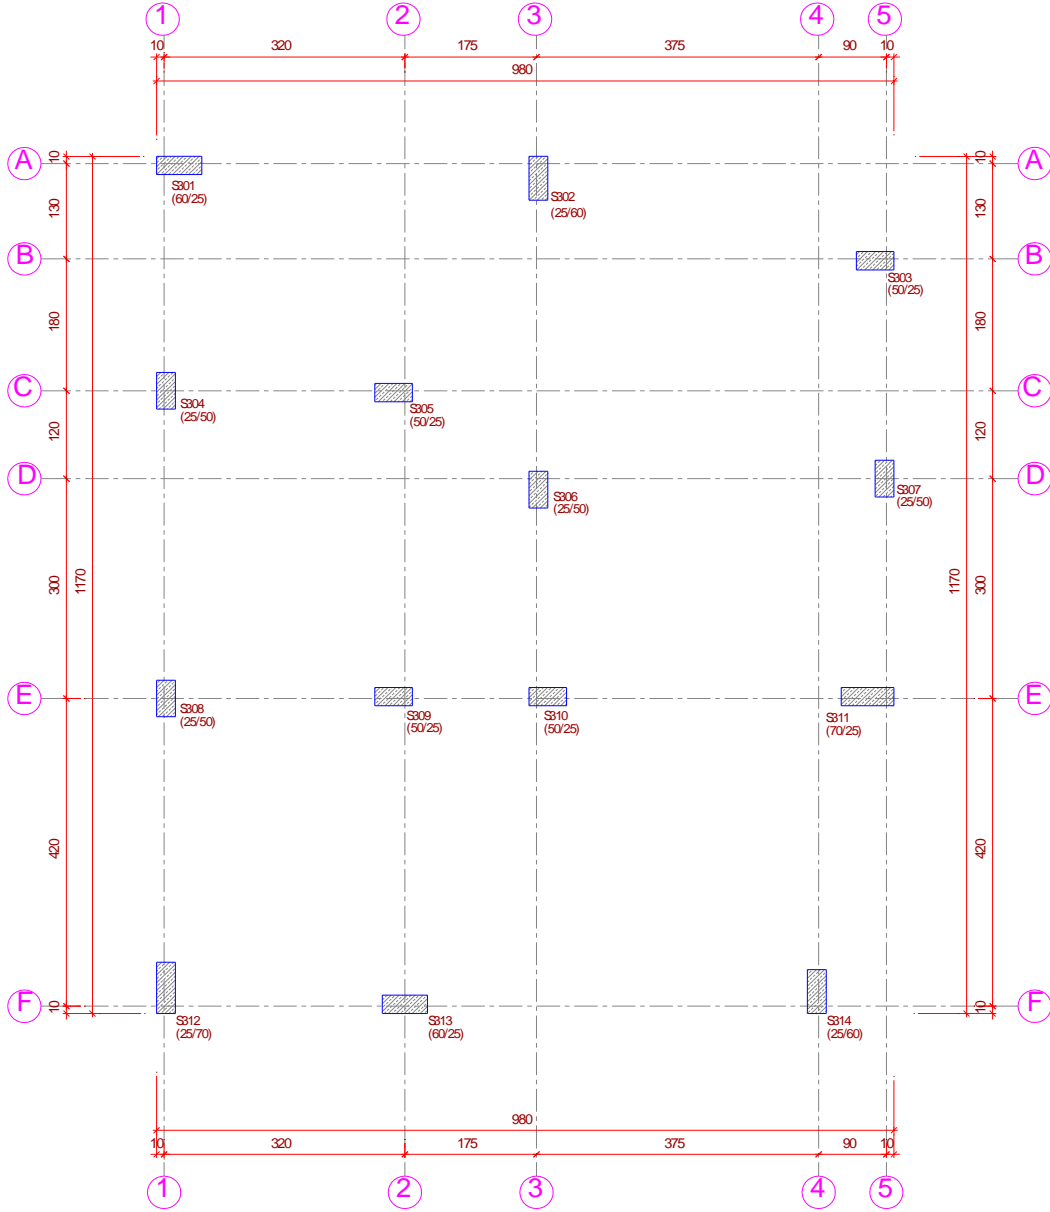 1 2 3 4 5
10 320 175 375 90 10
980
A 10 10 A
S301
(60/25)
S302
(25/60)
130 130
B B
S303
(50/25)
180 180
C C
S304
(25/50)
S305
(50/25)
120 120
D D
S306
(25/50)
S307
(25/50)
300 1170 1170 300
E E
S308
(25/50)
S309
(50/25)
S310
(50/25)
S311
(70/25)
420 420
F 10 10 F
S312
(25/70)
S313
(60/25)
S314
(25/60)
980
10 320 175 375 90 10
1 2 3 4 5